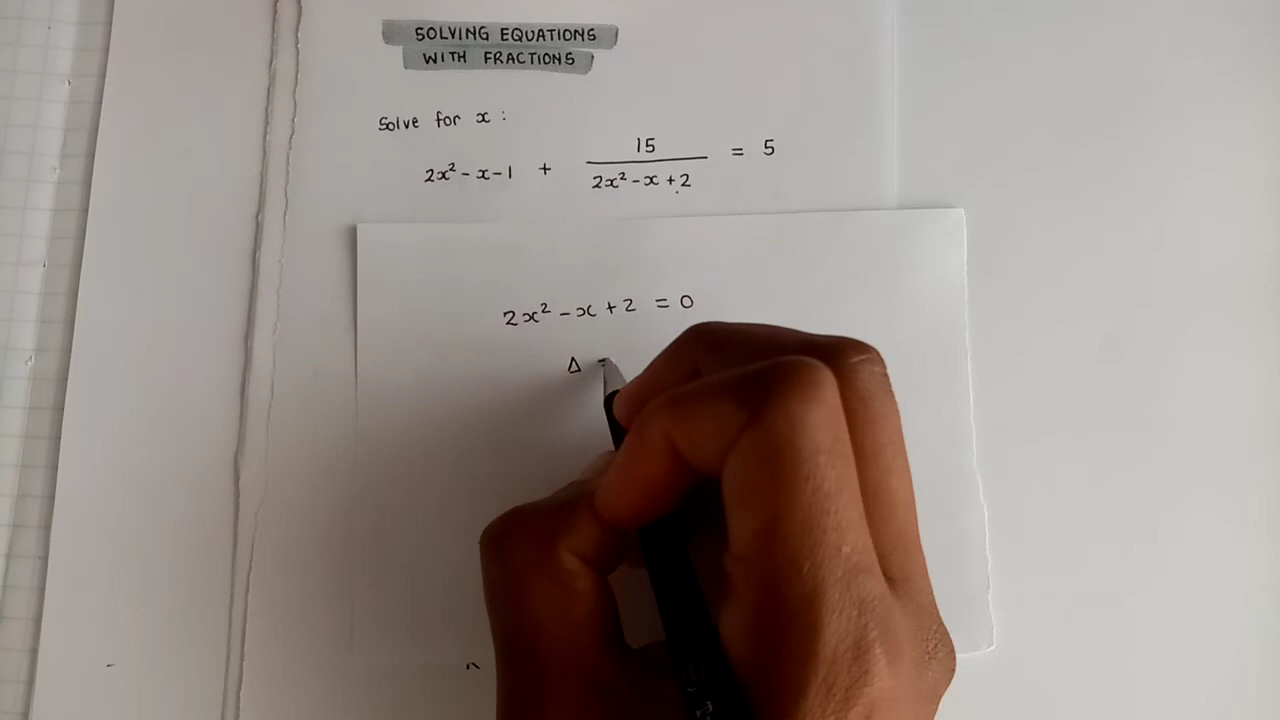 SOLVING EQUATIONS
WITH FRACTIONS
Solve for x :
2x² - x - 1 + 15 / (2x² - x + 2) = 5
2x² - x + 2 = 0
Δ =